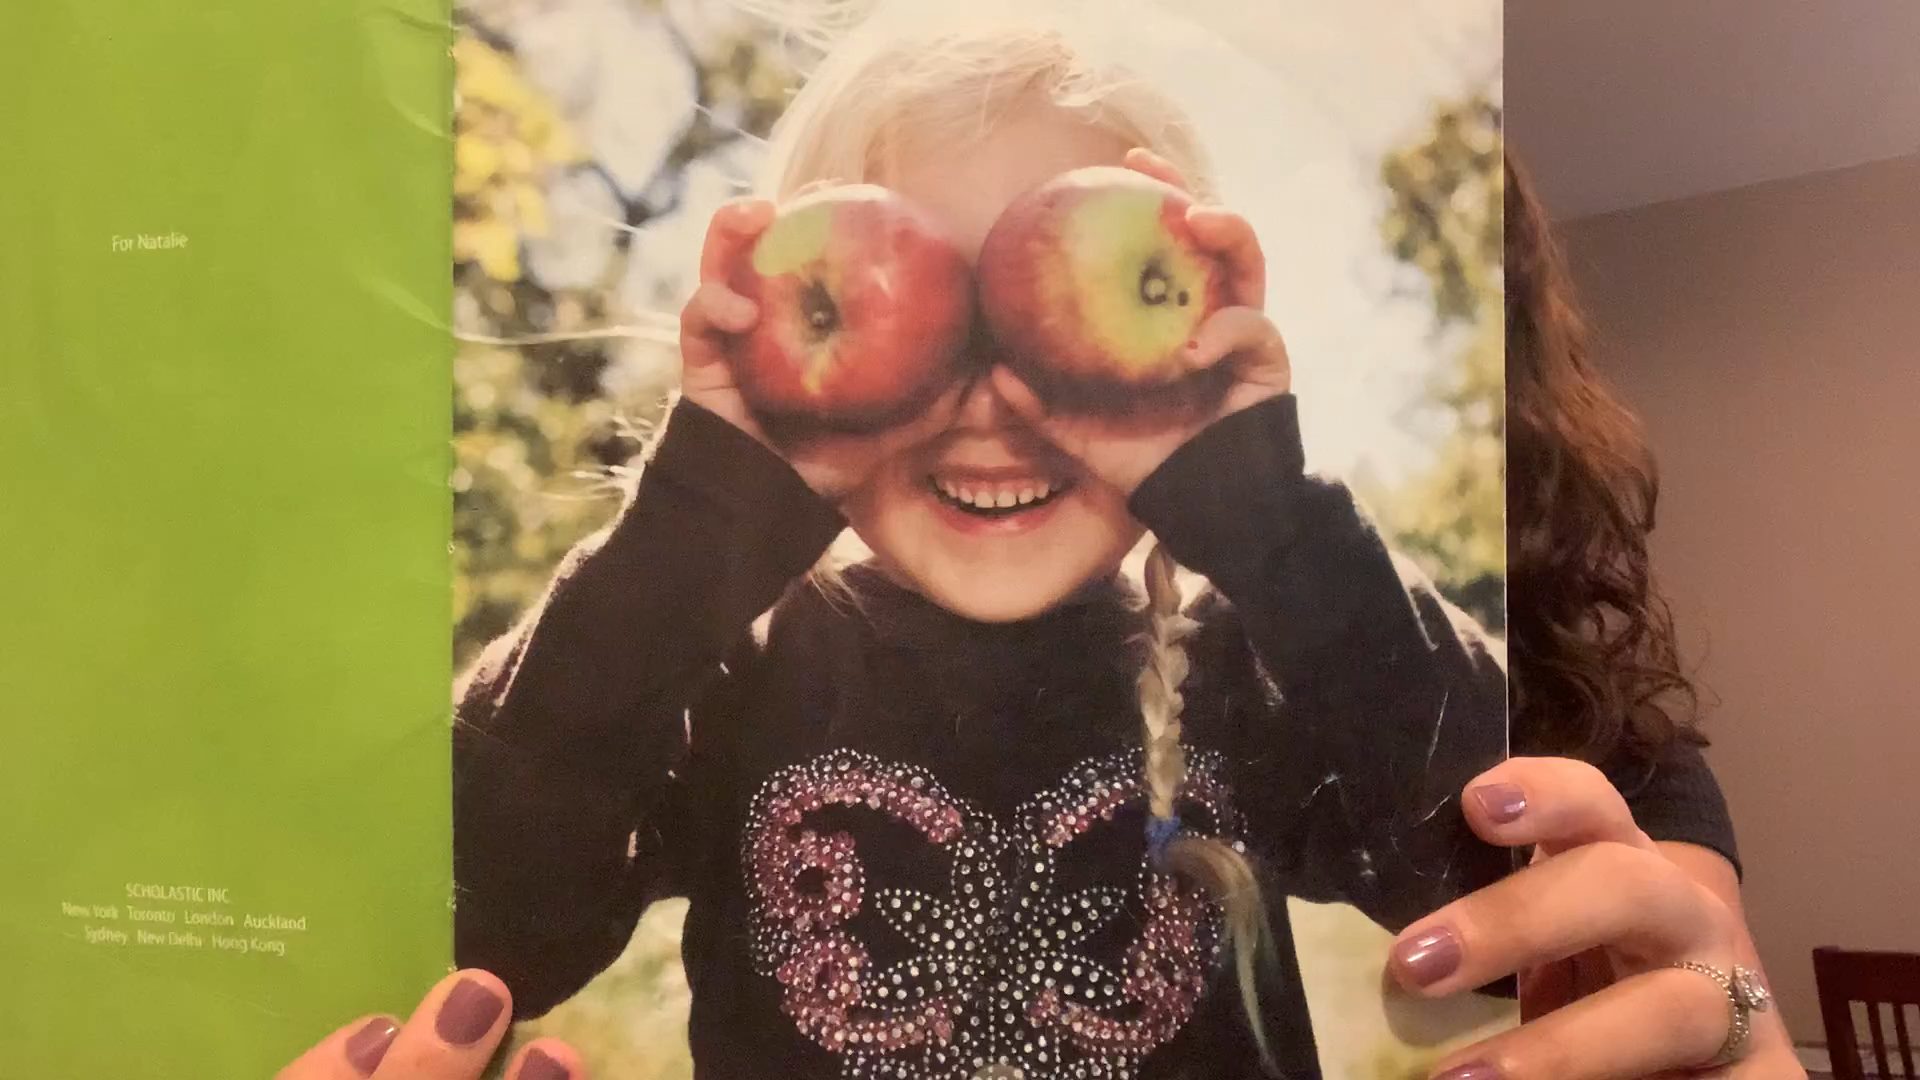 For Natalie
SCHOLASTIC INC.
New York Toronto London Auckland
Sydney New Delhi Hong Kong